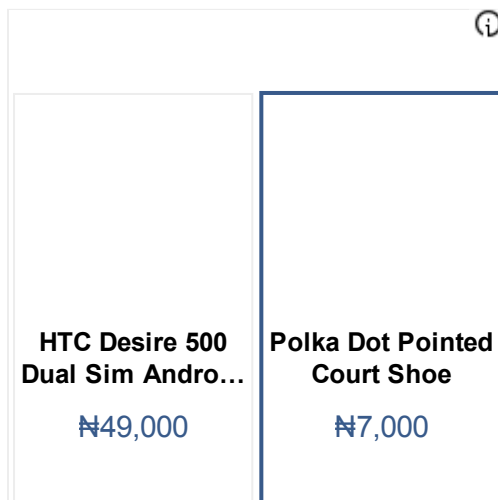 HTC Desire 500
Dual Sim Andro...
₦49,000
Polka Dot Pointed
Court Shoe
₦7,000